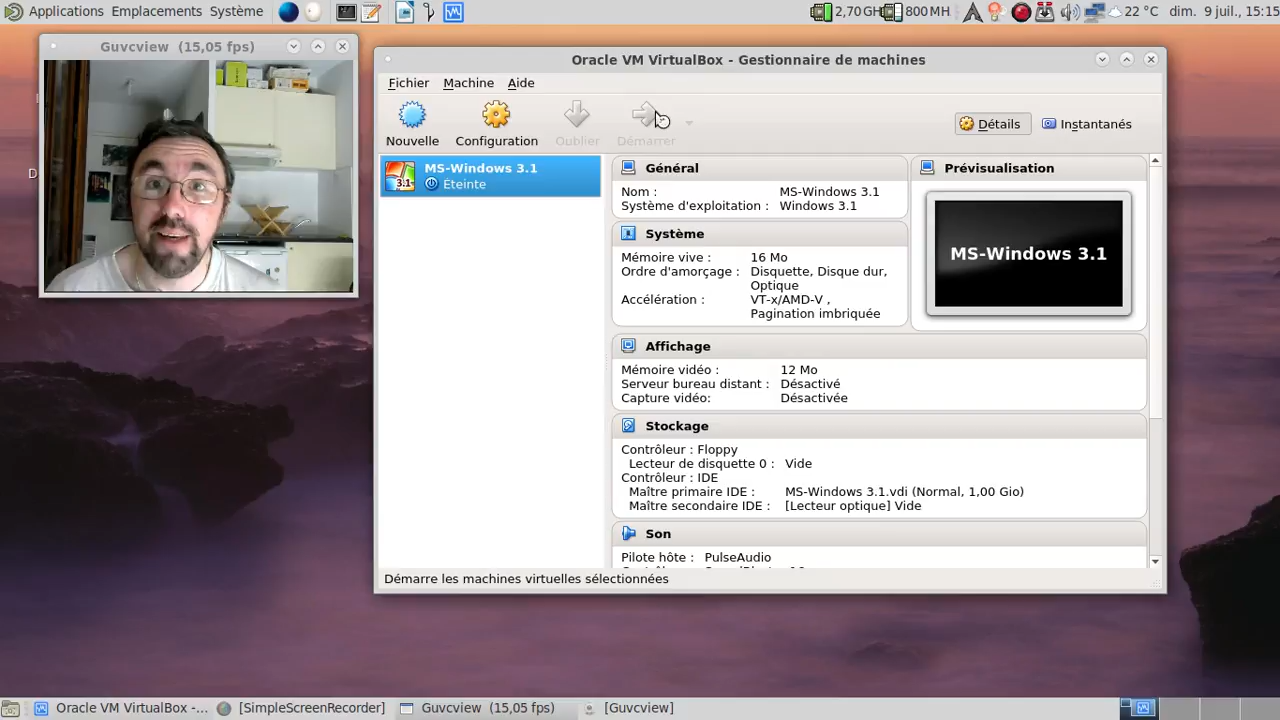 Applications Emplacements Système
2,70 GH 800 MH 22 °C dim. 9 juil., 15:15
Guvcview (15,05 fps)
Oracle VM VirtualBox - Gestionnaire de machines
Fichier Machine Aide
Nouvelle Configuration Oublier Démarrer
Détails Instantanés
MS-Windows 3.1
Éteinte
3.1
Général
Nom : MS-Windows 3.1
Système d'exploitation : Windows 3.1
Prévisualisation
MS-Windows 3.1
Système
Mémoire vive : 16 Mo
Ordre d'amorçage : Disquette, Disque dur,
Optique
Accélération : VT-x/AMD-V ,
Pagination imbriquée
Affichage
Mémoire vidéo : 12 Mo
Serveur bureau distant : Désactivé
Capture vidéo: Désactivée
Stockage
Contrôleur : Floppy
Lecteur de disquette 0 : Vide
Contrôleur : IDE
Maître primaire IDE : MS-Windows 3.1.vdi (Normal, 1,00 Gio)
Maître secondaire IDE : [Lecteur optique] Vide
Son
Pilote hôte : PulseAudio
Démarre les machines virtuelles sélectionnées
Oracle VM VirtualBox -... [SimpleScreenRecorder] Guvcview (15,05 fps) [Guvcview]